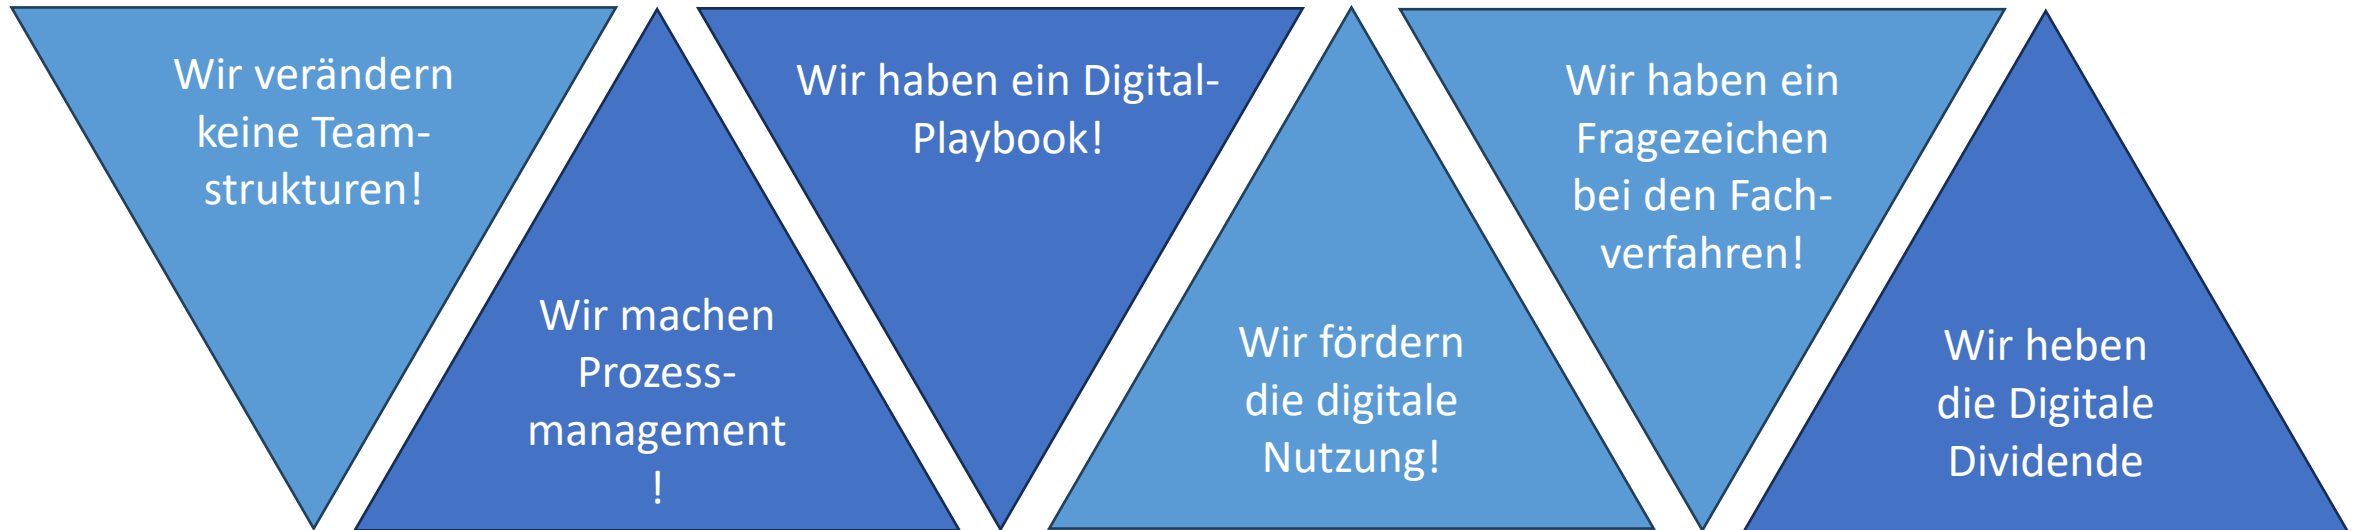 Wir verändern
keine Team-
strukturen!
Wir machen
Prozess-
management
!
Wir haben ein Digital-
Playbook!
Wir fördern
die digitale
Nutzung!
Wir haben ein
Fragezeichen
bei den Fach-
verfahren!
Wir heben
die Digitale
Dividende